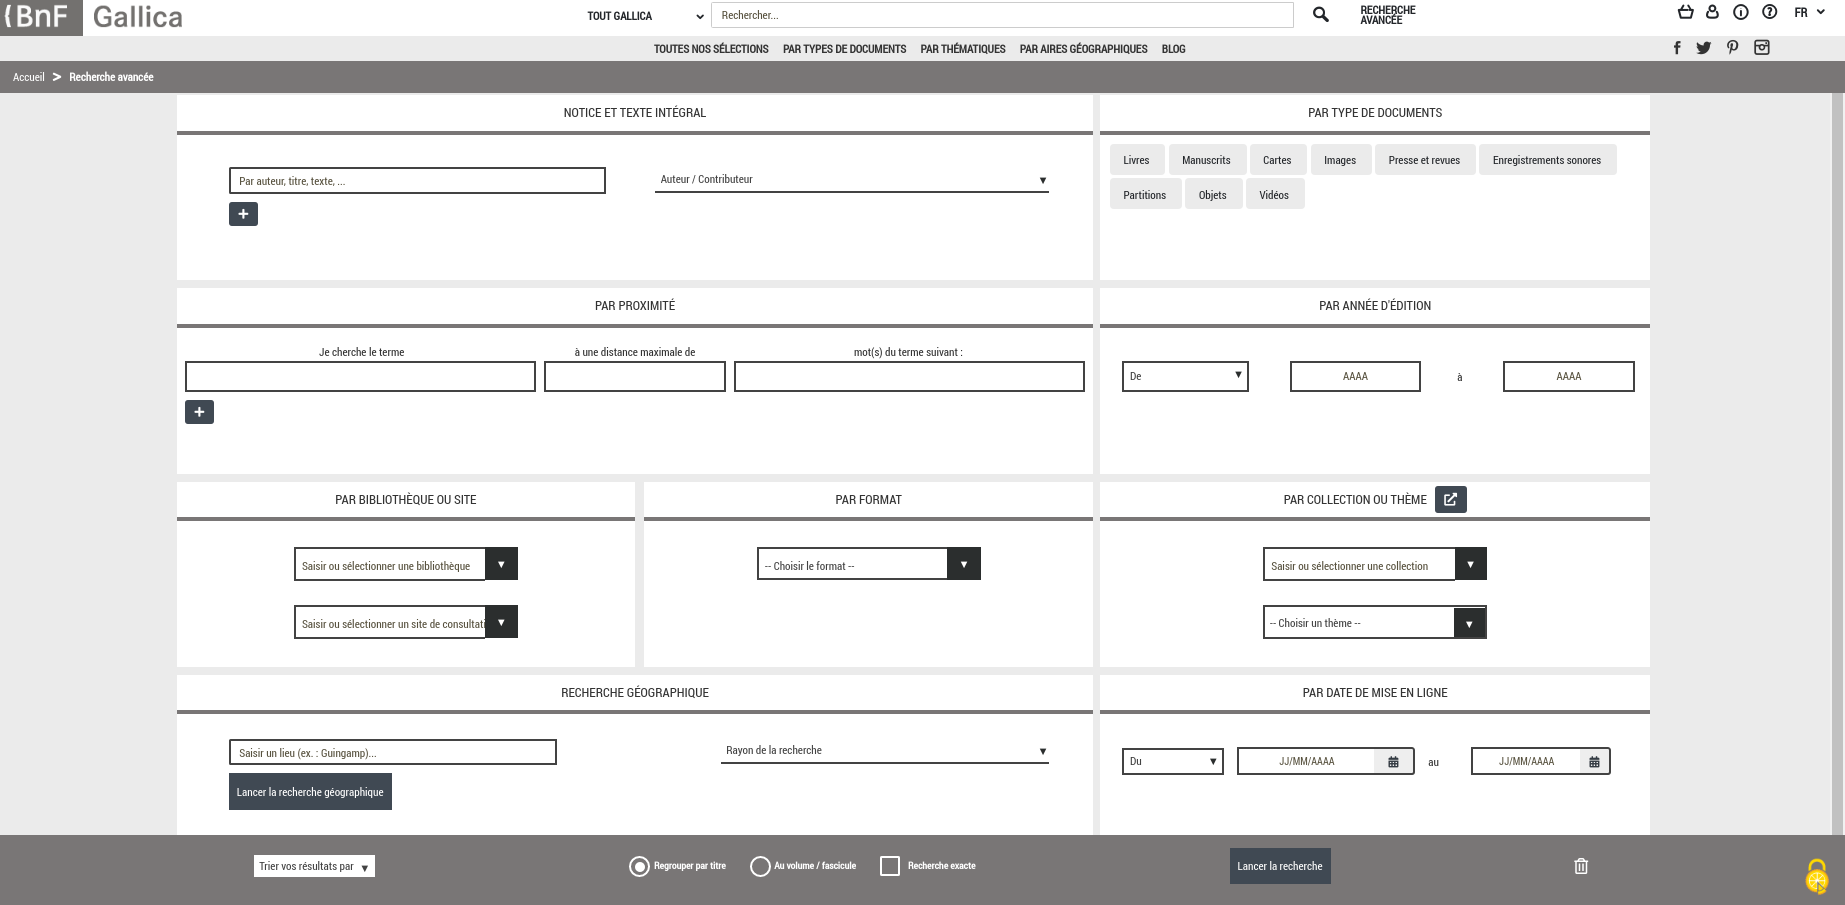 BnF Gallica
TOUT GALLICA
Rechercher...
RECHERCHE
AVANCÉE
FR
TOUTES NOS SÉLECTIONS PAR TYPES DE DOCUMENTS PAR THÉMATIQUES PAR AIRES GÉOGRAPHIQUES BLOG
Accueil > Recherche avancée
NOTICE ET TEXTE INTÉGRAL
Par auteur, titre, texte, ...
Auteur / Contributeur
+
PAR TYPE DE DOCUMENTS
Livres Manuscrits Cartes Images Presse et revues Enregistrements sonores
Partitions Objets Vidéos
PAR PROXIMITÉ
Je cherche le terme
à une distance maximale de
mot(s) du terme suivant :
+
PAR ANNÉE D'ÉDITION
De
AAAA
à
AAAA
PAR BIBLIOTHÈQUE OU SITE
Saisir ou sélectionner une bibliothèque
Saisir ou sélectionner un site de consultati
PAR FORMAT
-- Choisir le format --
PAR COLLECTION OU THÈME
Saisir ou sélectionner une collection
-- Choisir un thème --
RECHERCHE GÉOGRAPHIQUE
Saisir un lieu (ex. : Guingamp)...
Rayon de la recherche
Lancer la recherche géographique
PAR DATE DE MISE EN LIGNE
Du
JJ/MM/AAAA
au
JJ/MM/AAAA
Trier vos résultats par
Regrouper par titre
Au volume / fascicule
Recherche exacte
Lancer la recherche